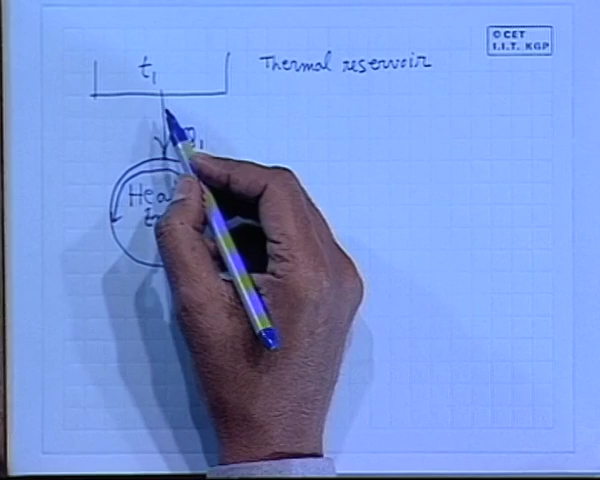 © CET
I.I.T. KGP
t₁ Thermal reservoir